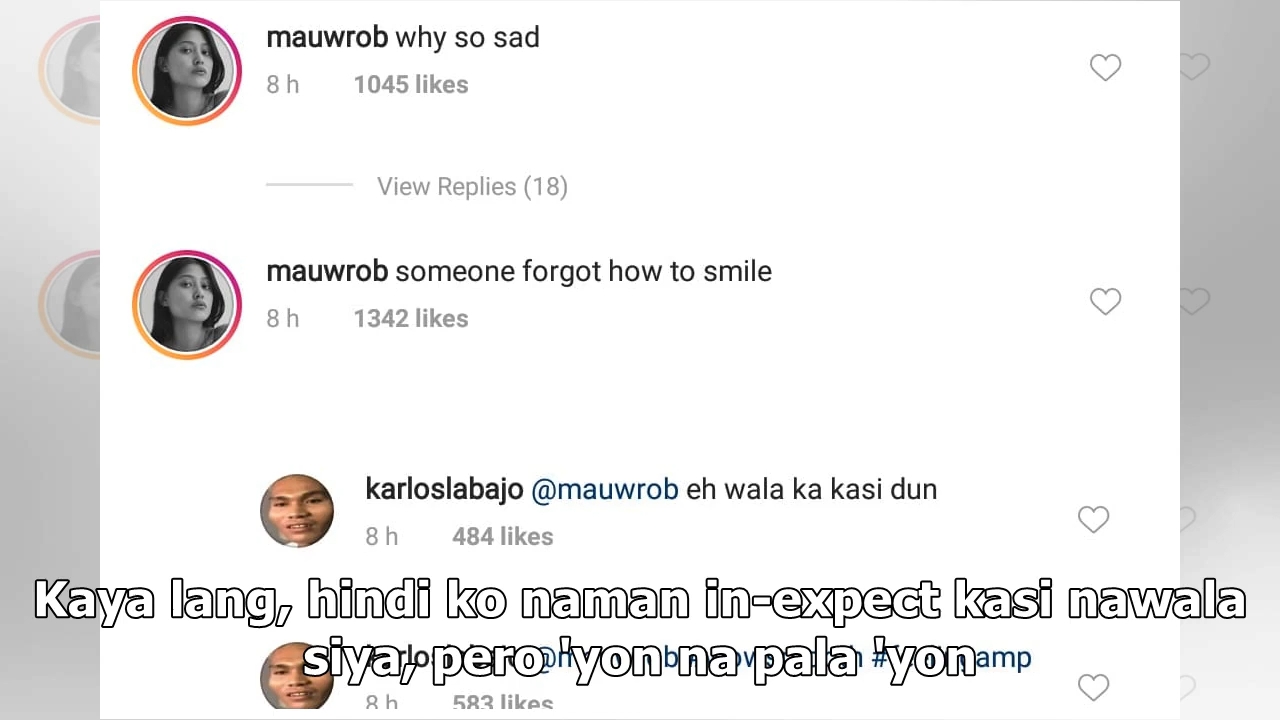 mauwrob why so sad
8 h 1045 likes
View Replies (18)
mauwrob someone forgot how to smile
8 h 1342 likes
karloslabajo @mauwrob eh wala ka kasi dun
8 h 484 likes
Kaya lang, hindi ko naman in-expect kasi nawala
siya, pero 'yon na pala 'yon
8 h 583 likes